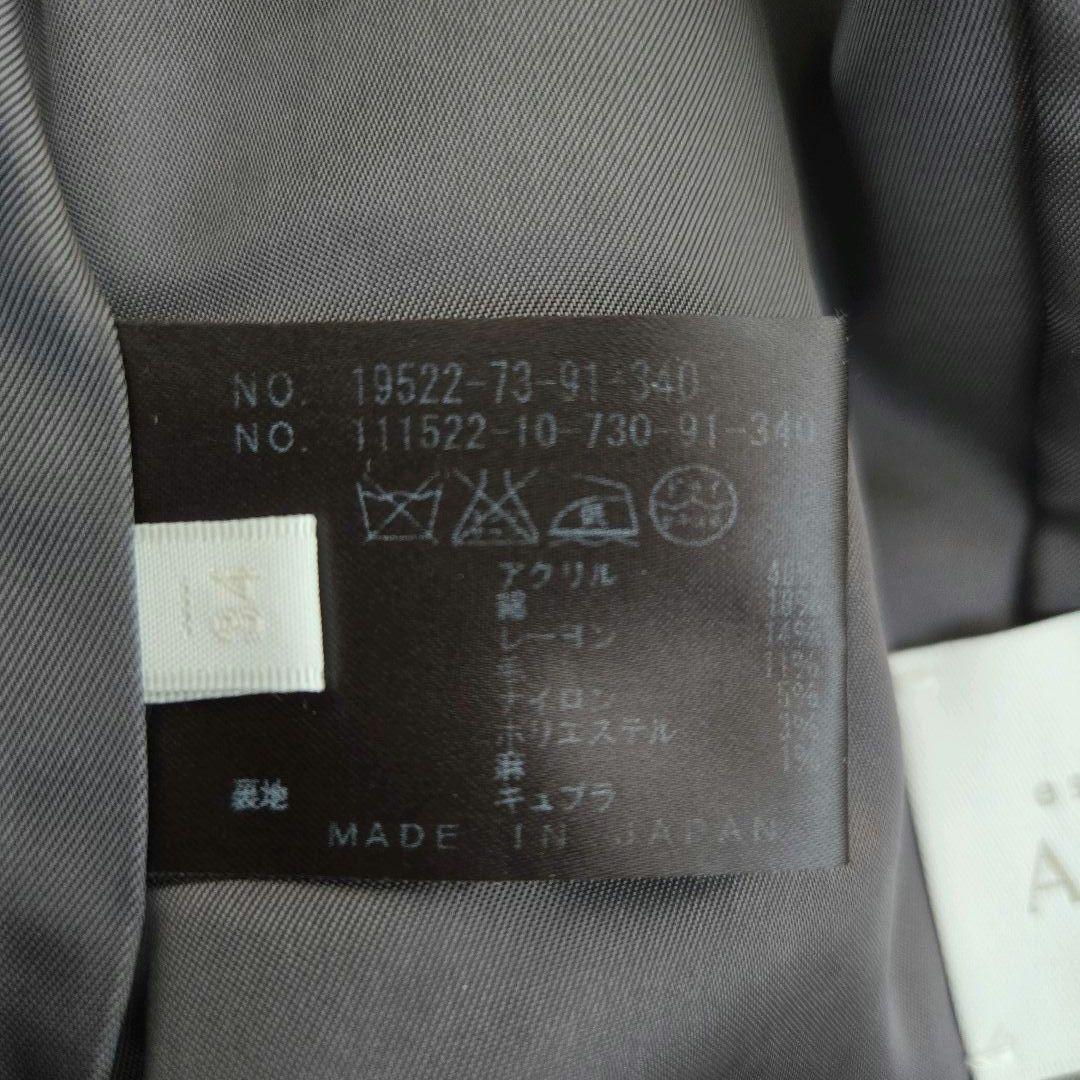 NO. 19522-73-91-340
NO. 111522-10-730-91-340
アクリル
綿
レーヨン
毛
ナイロン
ポリエステル
麻
裏地 キュプラ
MADE IN JAPAN
34
A